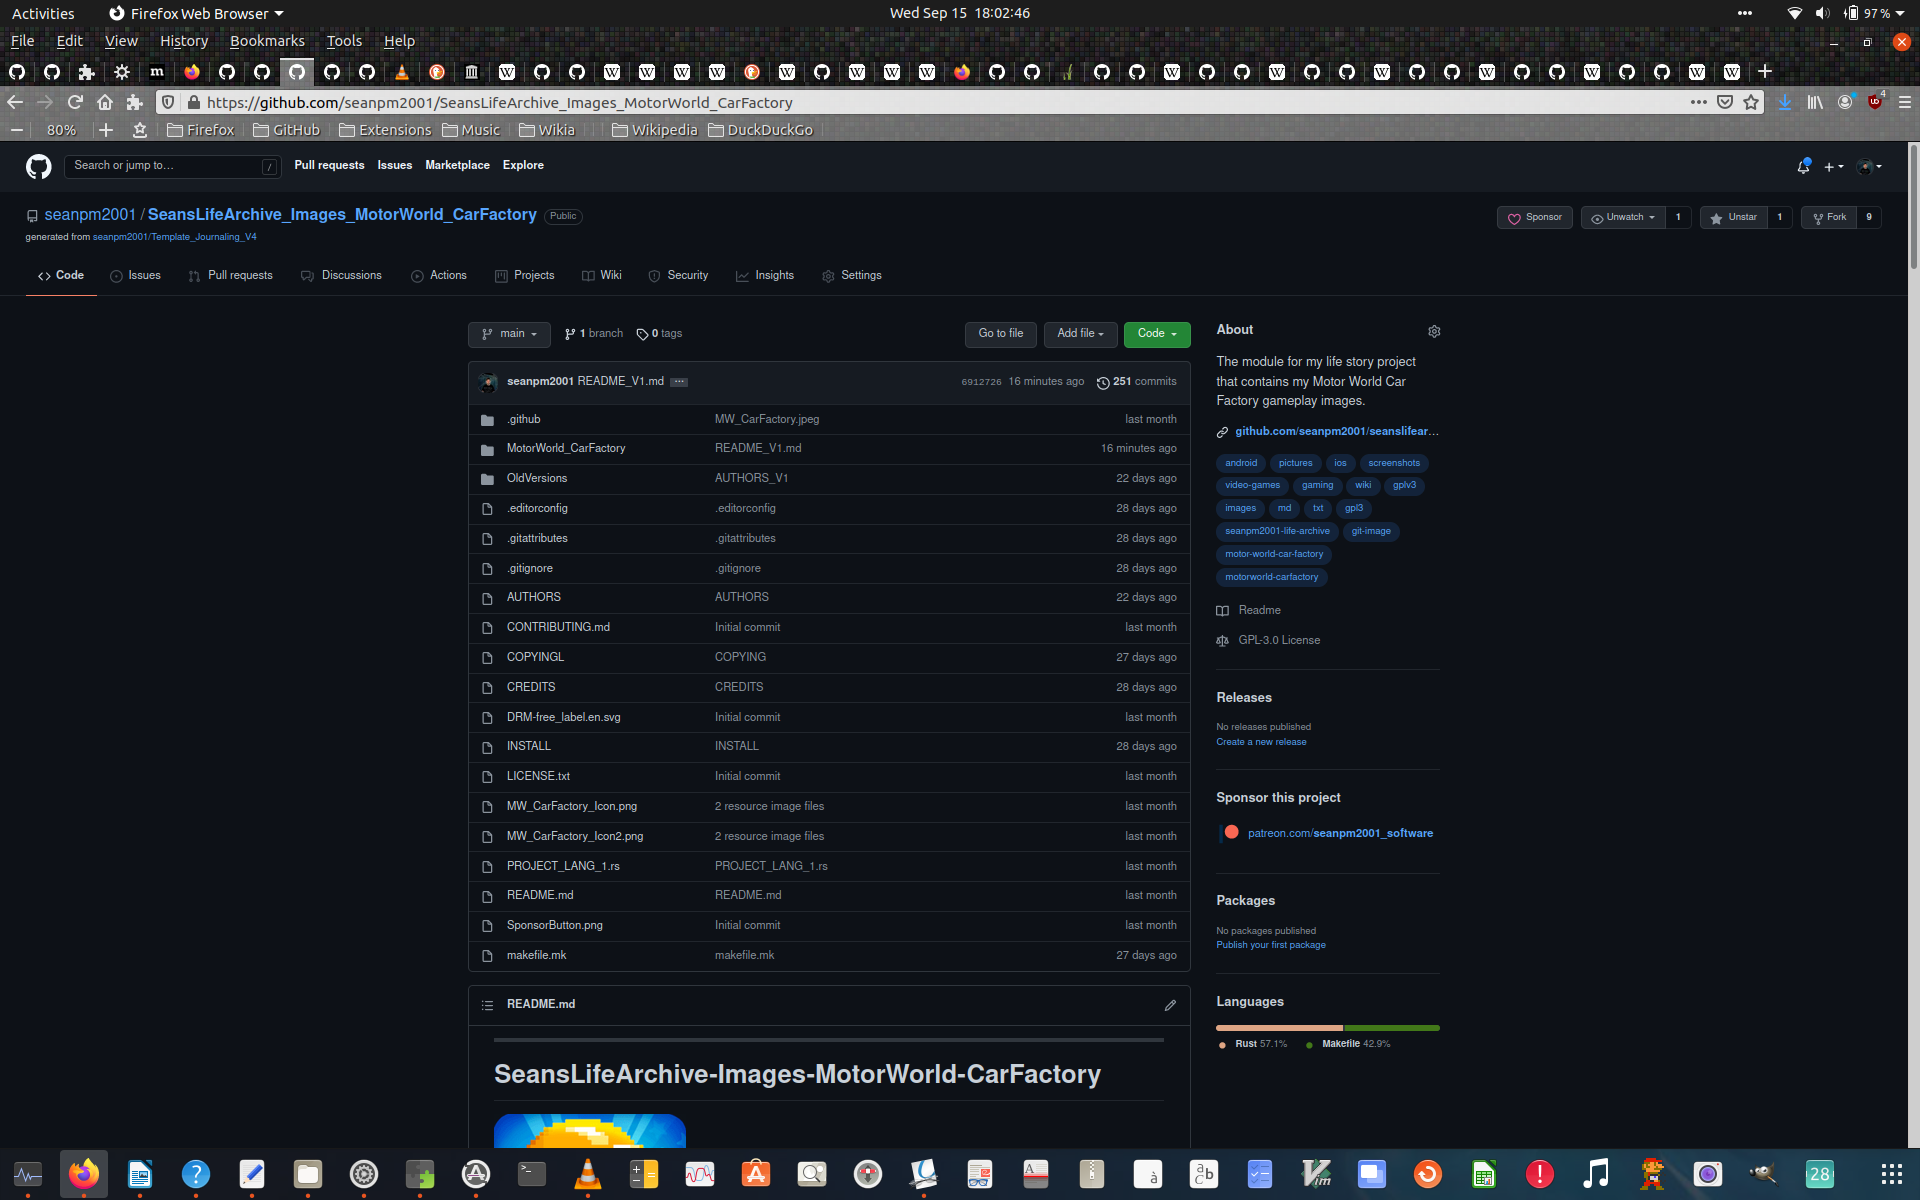 Activities Firefox Web Browser Wed Sep 15 18:02:46 97 %
File Edit View History Bookmarks Tools Help
https://github.com/seanpm2001/SeansLifeArchive_Images_MotorWorld_CarFactory 4
80% Firefox GitHub Extensions Music Wikia Wikipedia DuckDuckGo
Search or jump to… / Pull requests Issues Marketplace Explore
seanpm2001 / SeansLifeArchive_Images_MotorWorld_CarFactory Public Sponsor Unwatch 1 Unstar 1 Fork 9
generated from seanpm2001/Template_Journaling_V4
Code Issues Pull requests Discussions Actions Projects Wiki Security Insights Settings
main 1 branch 0 tags Go to file Add file Code
seanpm2001 README_V1.md 6912726 16 minutes ago 251 commits
.github MW_CarFactory.jpeg last month
MotorWorld_CarFactory README_V1.md 16 minutes ago
OldVersions AUTHORS_V1 22 days ago
.editorconfig .editorconfig 28 days ago
.gitattributes .gitattributes 28 days ago
.gitignore .gitignore 28 days ago
AUTHORS AUTHORS 22 days ago
CONTRIBUTING.md Initial commit last month
COPYINGL COPYING 27 days ago
CREDITS CREDITS 28 days ago
DRM-free_label.en.svg Initial commit last month
INSTALL INSTALL 28 days ago
LICENSE.txt Initial commit last month
MW_CarFactory_Icon.png 2 resource image files last month
MW_CarFactory_Icon2.png 2 resource image files last month
PROJECT_LANG_1.rs PROJECT_LANG_1.rs last month
README.md README.md last month
SponsorButton.png Initial commit last month
makefile.mk makefile.mk 27 days ago
README.md
SeansLifeArchive-Images-MotorWorld-CarFactory
About
The module for my life story project
that contains my Motor World Car
Factory gameplay images.
github.com/seanpm2001/seanslifear…
android pictures ios screenshots
video-games gaming wiki gplv3
images md txt gpl3
seanpm2001-life-archive git-image
motor-world-car-factory
motorworld-carfactory
Readme
GPL-3.0 License
Releases
No releases published
Create a new release
Sponsor this project
patreon.com/seanpm2001_software
Packages
No packages published
Publish your first package
Languages
Rust 57.1% Makefile 42.9%
28